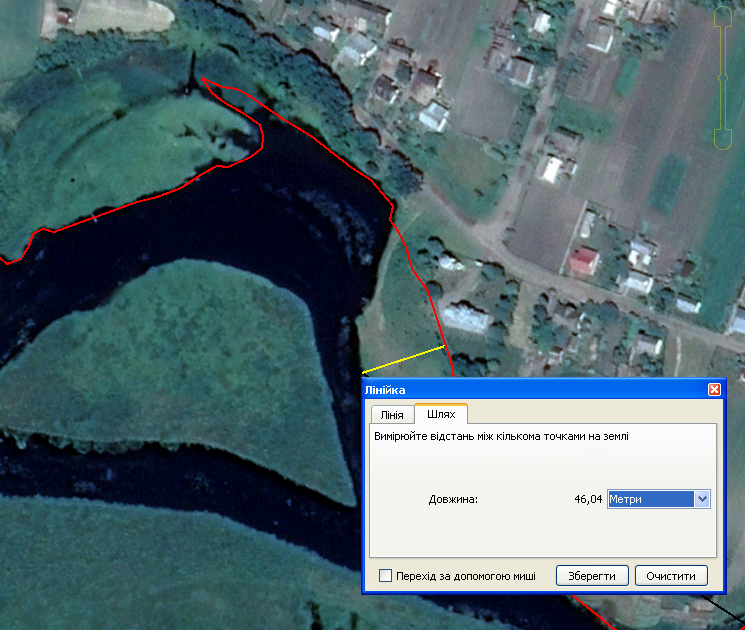 Лінійка
Лінія
Шлях
Вимірюйте відстань між кількома точками на землі
Довжина:
46,04
Метри
Перехід за допомогою миші
Зберегти
Очистити